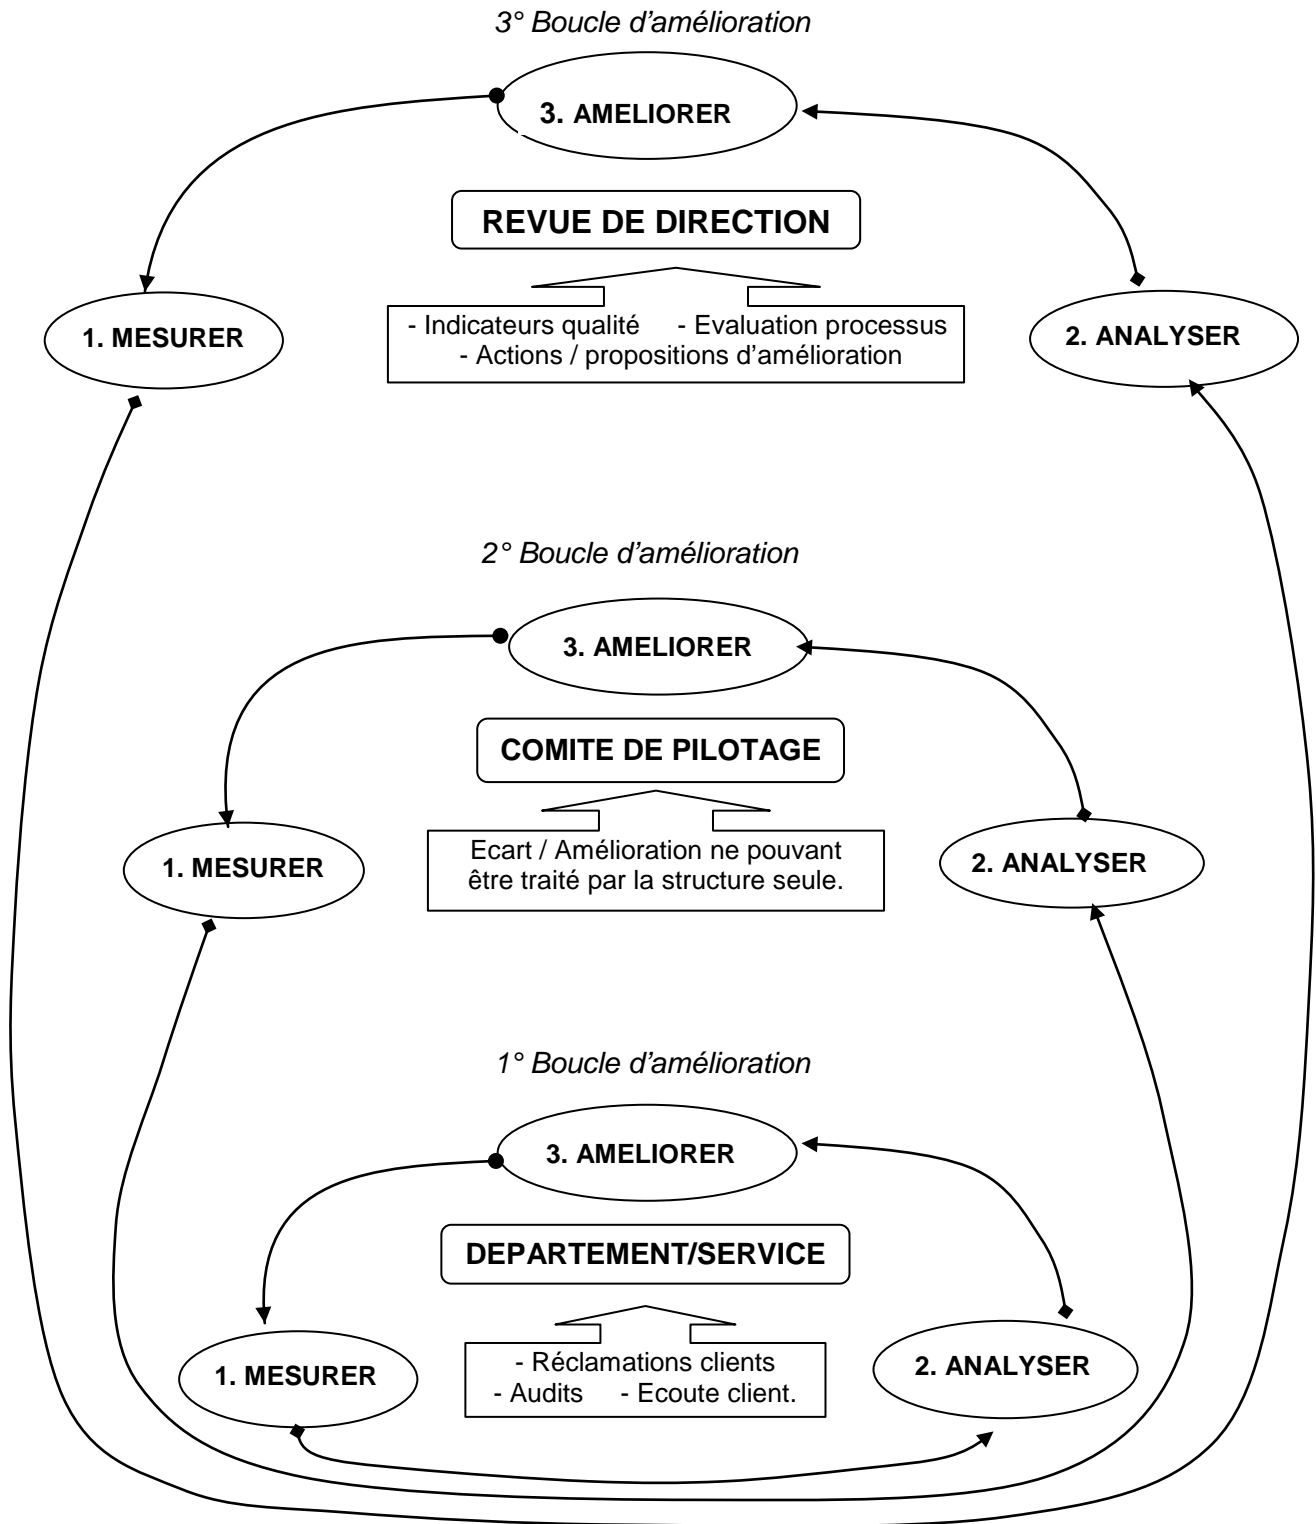 3° Boucle d’amélioration
3. AMELIORER
REVUE DE DIRECTION
- Indicateurs qualité - Evaluation processus
- Actions / propositions d’amélioration
1. MESURER
2. ANALYSER
2° Boucle d’amélioration
3. AMELIORER
COMITE DE PILOTAGE
Ecart / Amélioration ne pouvant
être traité par la structure seule.
1. MESURER
2. ANALYSER
1° Boucle d’amélioration
3. AMELIORER
DEPARTEMENT/SERVICE
- Réclamations clients
- Audits - Ecoute client.
1. MESURER
2. ANALYSER